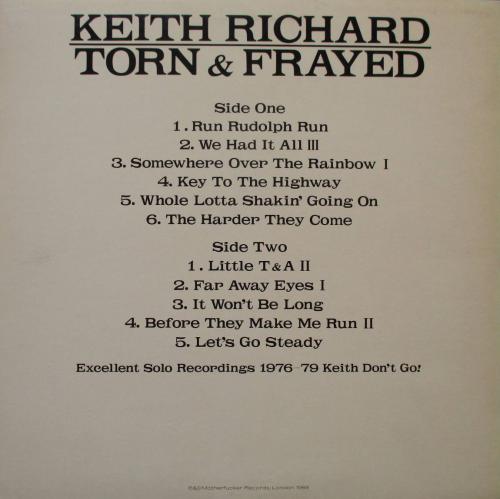 KEITH RICHARD
TORN & FRAYED
Side One
1. Run Rudolph Run
2. We Had It All III
3. Somewhere Over The Rainbow I
4. Key To The Highway
5. Whole Lotta Shakin' Going On
6. The Harder They Come
Side Two
1. Little T&A II
2. Far Away Eyes I
3. It Won't Be Long
4. Before They Make Me Run II
5. Let's Go Steady
Excellent Solo Recordings 1976-79 Keith Don't Go!
Motherfucker Records, London